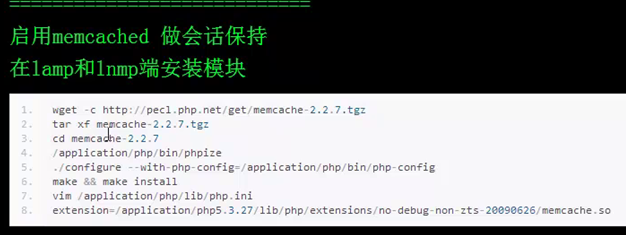 ============================
启用memcached 做会话保持
在lamp和lnmp端安装模块
1. wget -c http://pecl.php.net/get/memcache-2.2.7.tgz
2. tar xf memcache-2.2.7.tgz
3. cd memcache-2.2.7
4. /application/php/bin/phpize
5. ./configure --with-php-config=/application/php/bin/php-config
6. make && make install
7. vim /application/php/lib/php.ini
8. extension=/application/php5.3.27/lib/php/extensions/no-debug-non-zts-20090626/memcache.so